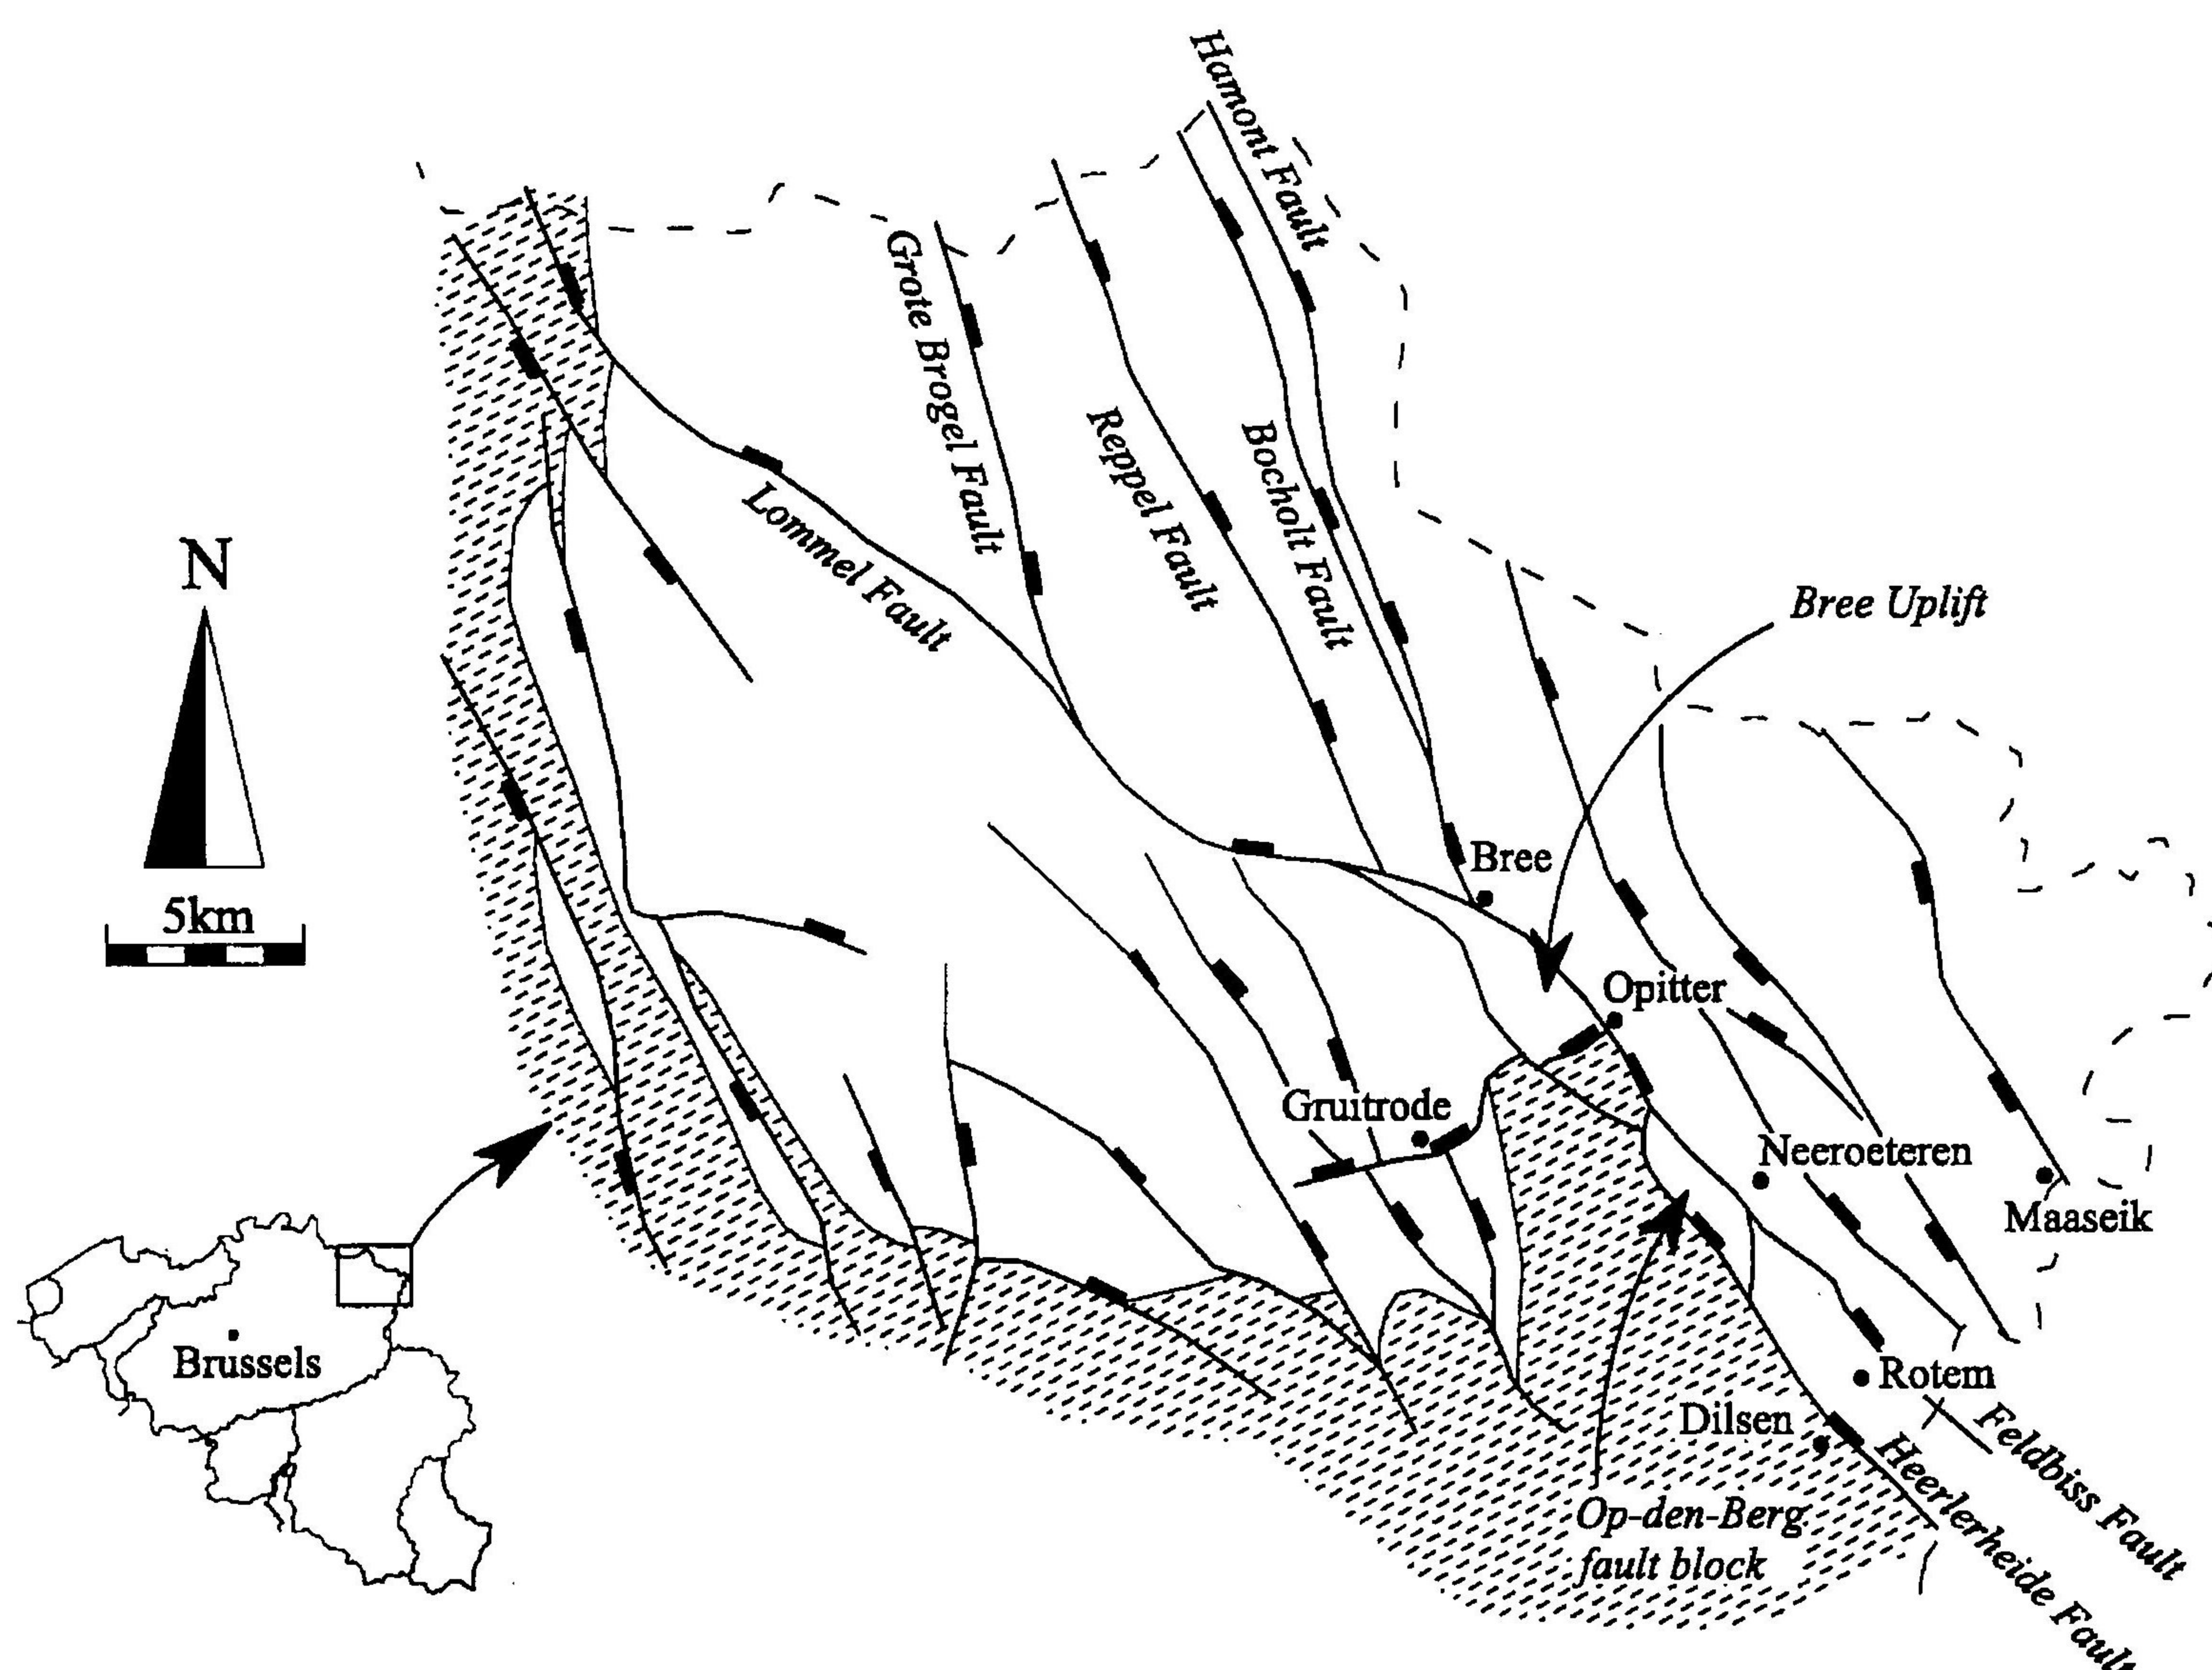 Hamont Fault
Grote Brogel Fault
Reppel Fault
Bocholt Fault
Lommel Fault
N
5km
Bree Uplift
Bree
Opitter
Gruitrode
Neeroeteren
Maaseik
Brussels
Rotem
Dilsen
Feldbiss Fault
Heerlerheide Fault
Op-den-Berg
fault block